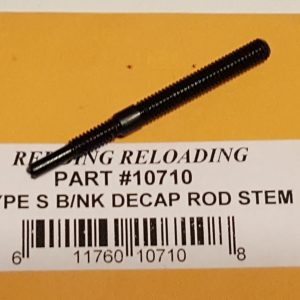 RELOADING
PART #10710
S B/NK DECAP ROD STEM
6 11760 10710 8